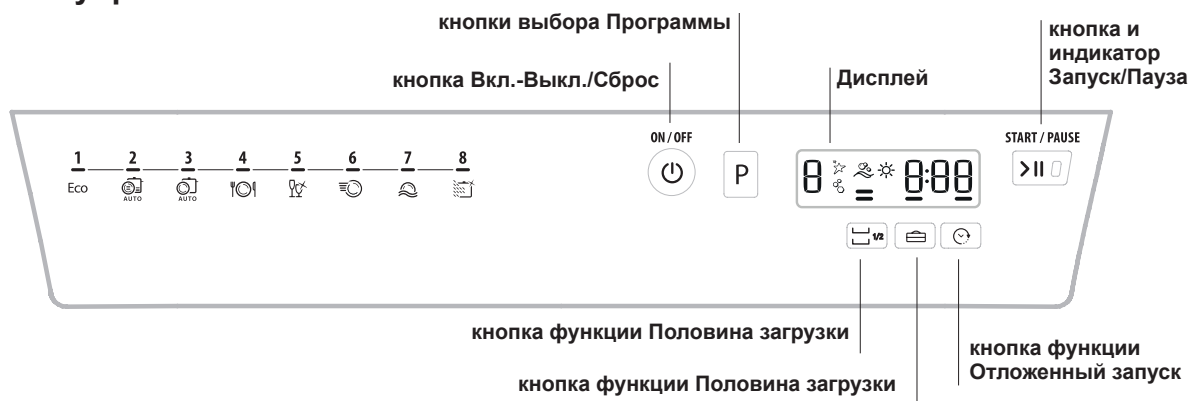 кнопки выбора Программы
кнопка и
индикатор
Запуск/Пауза
кнопка Вкл.-Выкл./Сброс
Дисплей
ON/OFF
START / PAUSE
1 2 3 4 5 6 7 8
Eco
AUTO AUTO
P
8 8:88
1/2
кнопка функции Половина загрузки
кнопка функции
Отложенный запуск
кнопка функции Половина загрузки